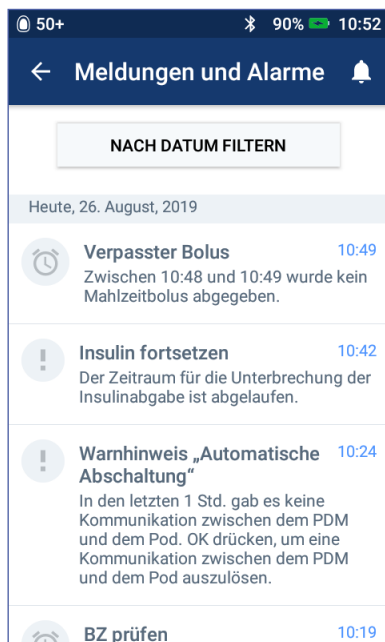 50+ 90% 10:52
Meldungen und Alarme
NACH DATUM FILTERN
Heute, 26. August, 2019
Verpasster Bolus 10:49
Zwischen 10:48 und 10:49 wurde kein
Mahlzeitbolus abgegeben.
Insulin fortsetzen 10:42
Der Zeitraum für die Unterbrechung der
Insulinabgabe ist abgelaufen.
Warnhinweis „Automatische 10:24
Abschaltung“
In den letzten 1 Std. gab es keine
Kommunikation zwischen dem PDM
und dem Pod. OK drücken, um eine
Kommunikation zwischen dem PDM
und dem Pod auszulösen.
BZ prüfen 10:19